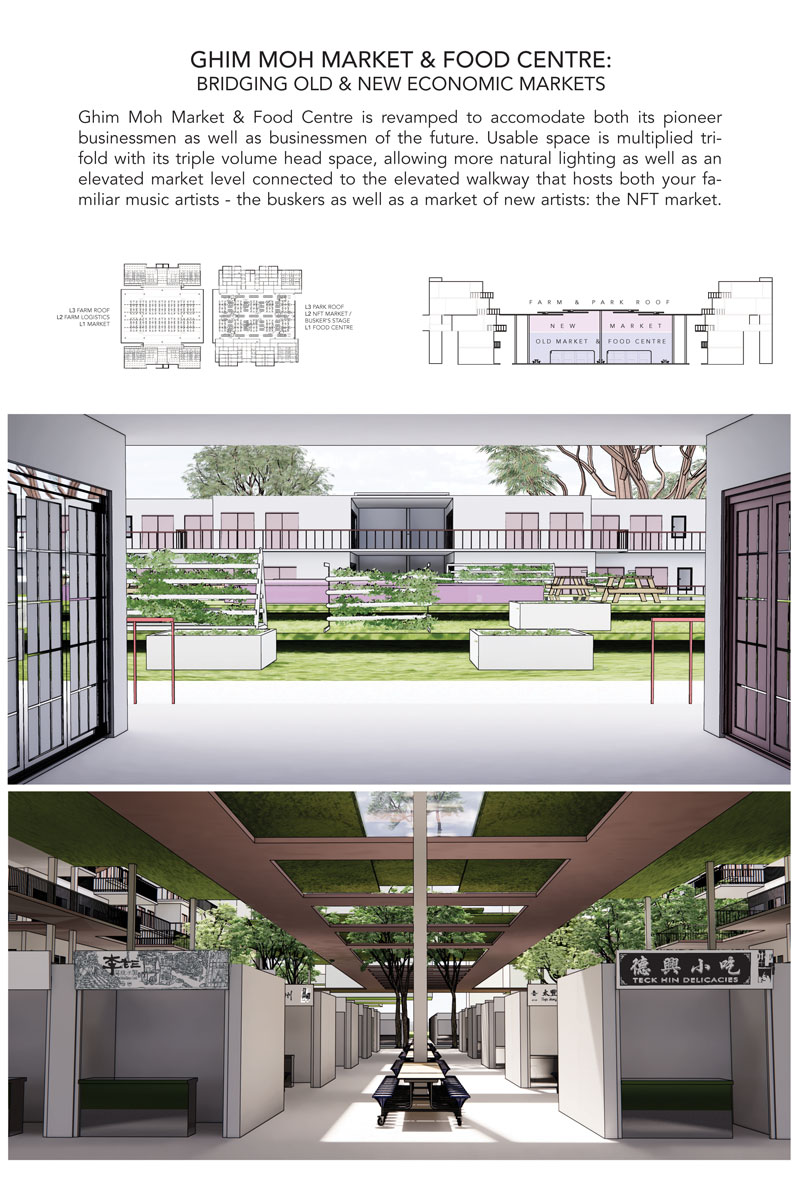 GHIM MOH MARKET & FOOD CENTRE:
BRIDGING OLD & NEW ECONOMIC MARKETS
Ghim Moh Market & Food Centre is revamped to accomodate both its pioneer
businessmen as well as businessmen of the future. Usable space is multiplied tri-
fold with its triple volume head space, allowing more natural lighting as well as an
elevated market level connected to the elevated walkway that hosts both your fa-
miliar music artists - the buskers as well as a market of new artists: the NFT market.
L3 FARM ROOF
L2 FARM LOGISTICS
L1 MARKET
L3 PARK ROOF
L2 NFT MARKET /
BUSKER'S STAGE
L1 FOOD CENTRE
FARM & PARK ROOF
NEW MARKET
OLD MARKET & FOOD CENTRE
德興小吃
TECK HIN DELICACIES